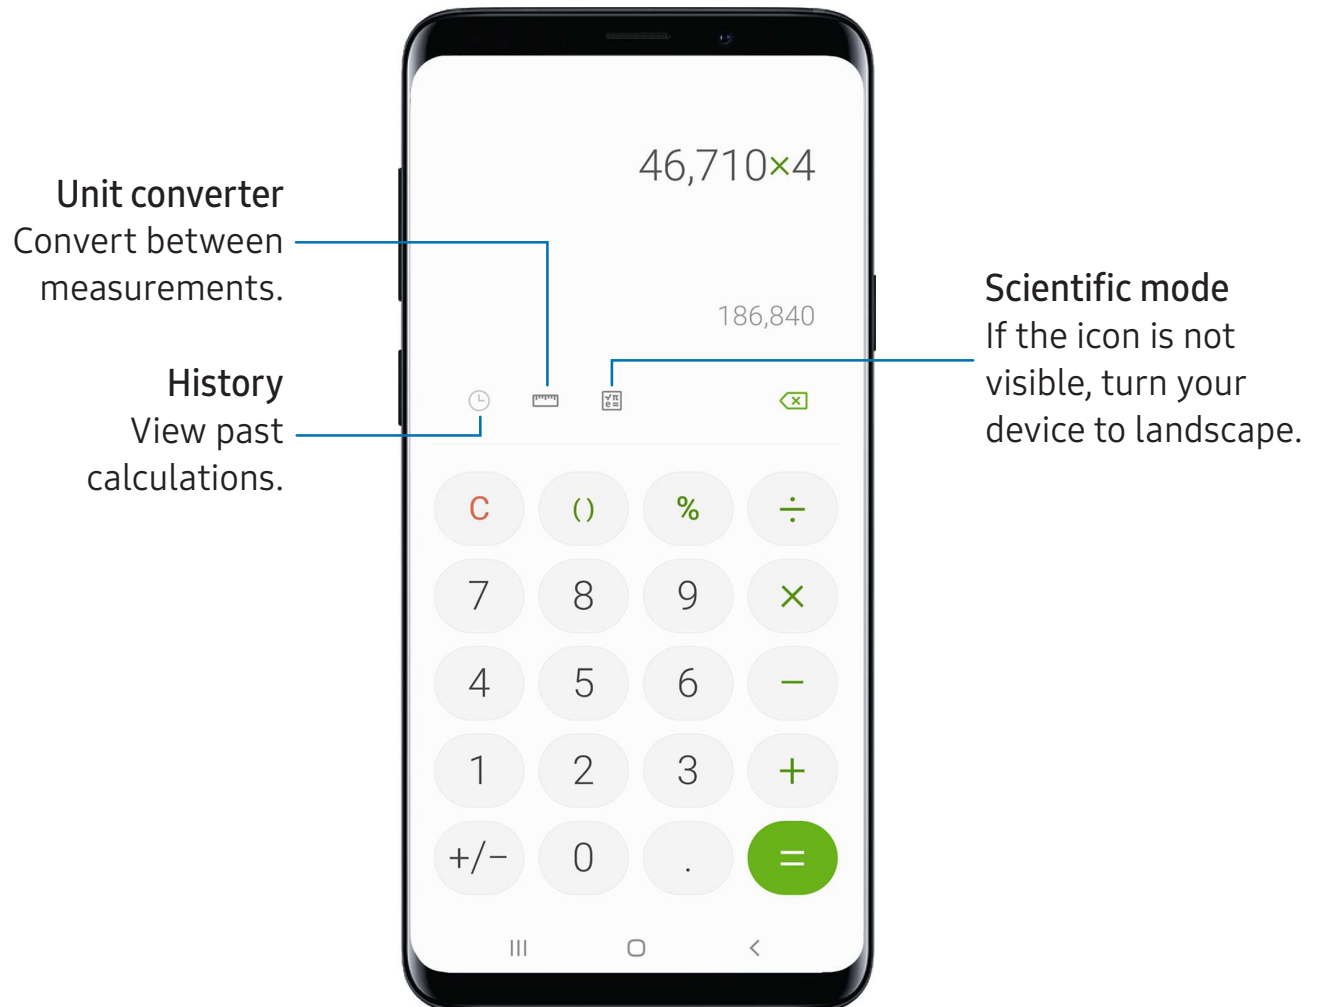 46,710×4
186,840
Unit converter
Convert between
measurements.
History
View past
calculations.
Scientific mode
If the icon is not
visible, turn your
device to landscape.
√π
e=
C () % ÷
7 8 9 ×
4 5 6 −
1 2 3 +
+/− 0 . =